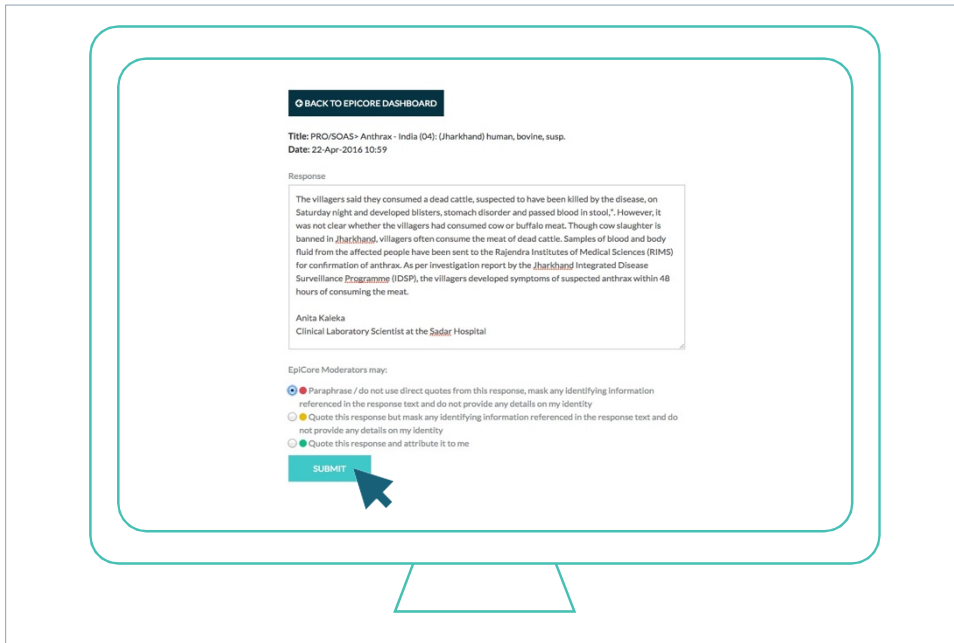 BACK TO EPICORE DASHBOARD
Title: PRO/SOAS> Anthrax - India (04): (Jharkhand) human, bovine, susp.
Date: 22-Apr-2016 10:59
Response
The villagers said they consumed a dead cattle, suspected to have been killed by the disease, on
Saturday night and developed blisters, stomach disorder and passed blood in stool,". However, it
was not clear whether the villagers had consumed cow or buffalo meat. Though cow slaughter is
banned in Jharkhand, villagers often consume the meat of dead cattle. Samples of blood and body
fluid from the affected people have been sent to the Rajendra Institutes of Medical Sciences (RIMS)
for confirmation of anthrax. As per investigation report by the Jharkhand Integrated Disease
Surveillance Programme (IDSP), the villagers developed symptoms of suspected anthrax within 48
hours of consuming the meat.
Anita Kaleka
Clinical Laboratory Scientist at the Sadar Hospital
EpiCore Moderators may:
Paraphrase / do not use direct quotes from this response, mask any identifying information
referenced in the response text and do not provide any details on my identity
Quote this response but mask any identifying information referenced in the response text and do
not provide any details on my identity
Quote this response and attribute it to me
SUBMIT